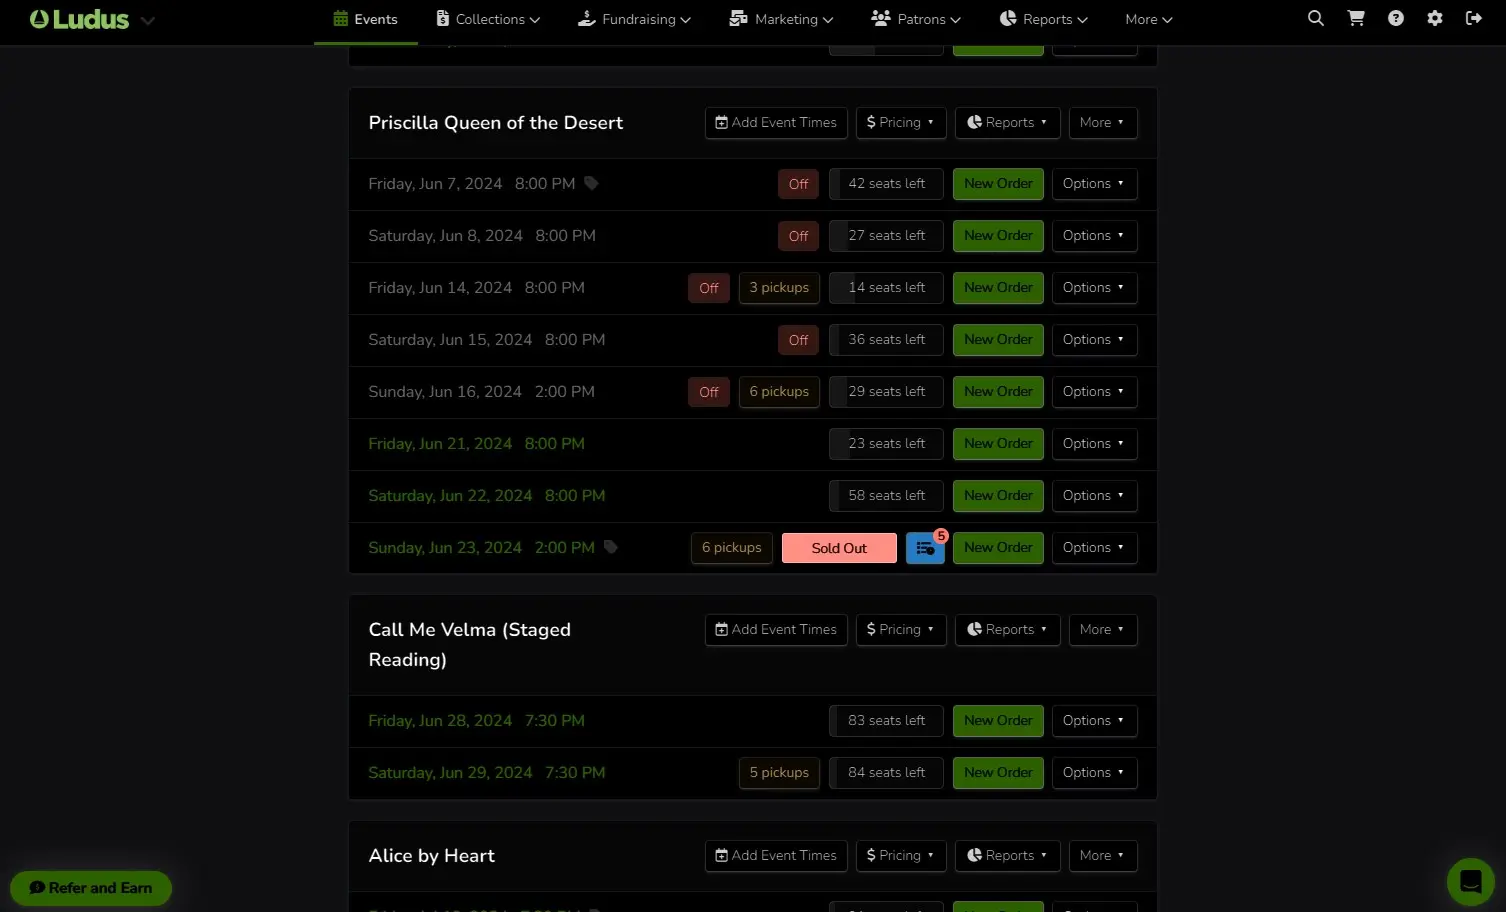 Ludus
Events Collections Fundraising Marketing Patrons Reports More
Priscilla Queen of the Desert Add Event Times $ Pricing Reports More
Friday, Jun 7, 2024 8:00 PM Off 42 seats left New Order Options
Saturday, Jun 8, 2024 8:00 PM Off 27 seats left New Order Options
Friday, Jun 14, 2024 8:00 PM Off 3 pickups 14 seats left New Order Options
Saturday, Jun 15, 2024 8:00 PM Off 36 seats left New Order Options
Sunday, Jun 16, 2024 2:00 PM Off 6 pickups 29 seats left New Order Options
Friday, Jun 21, 2024 8:00 PM 23 seats left New Order Options
Saturday, Jun 22, 2024 8:00 PM 58 seats left New Order Options
Sunday, Jun 23, 2024 2:00 PM 6 pickups Sold Out 5 New Order Options
Call Me Velma (Staged Add Event Times $ Pricing Reports More
Reading)
Friday, Jun 28, 2024 7:30 PM 83 seats left New Order Options
Saturday, Jun 29, 2024 7:30 PM 5 pickups 84 seats left New Order Options
Alice by Heart Add Event Times $ Pricing Reports More
Refer and Earn